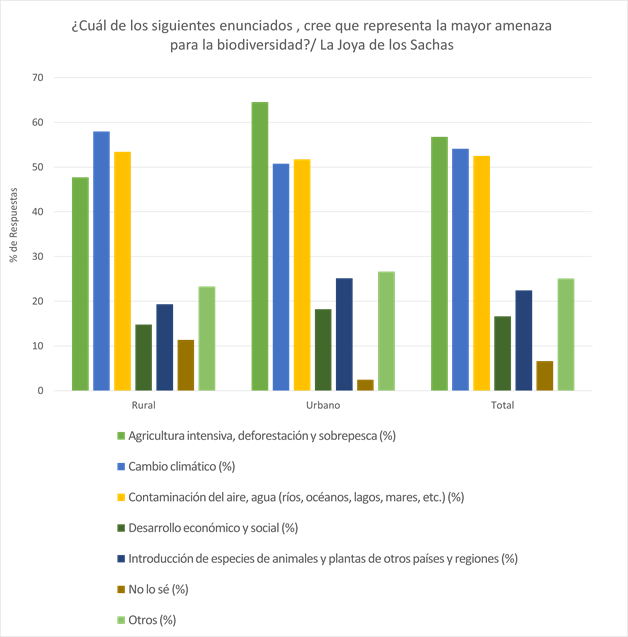 ¿Cuál de los siguientes enunciados , cree que representa la mayor amenaza
para la biodiversidad?/ La Joya de los Sachas
70
60
50
40
30
20
10
0
% de Respuestas
Rural
Urbano
Total
Agricultura intensiva, deforestación y sobrepesca (%)
Cambio climático (%)
Contaminación del aire, agua (ríos, océanos, lagos, mares, etc.) (%)
Desarrollo económico y social (%)
Introducción de especies de animales y plantas de otros países y regiones (%)
No lo sé (%)
Otros (%)